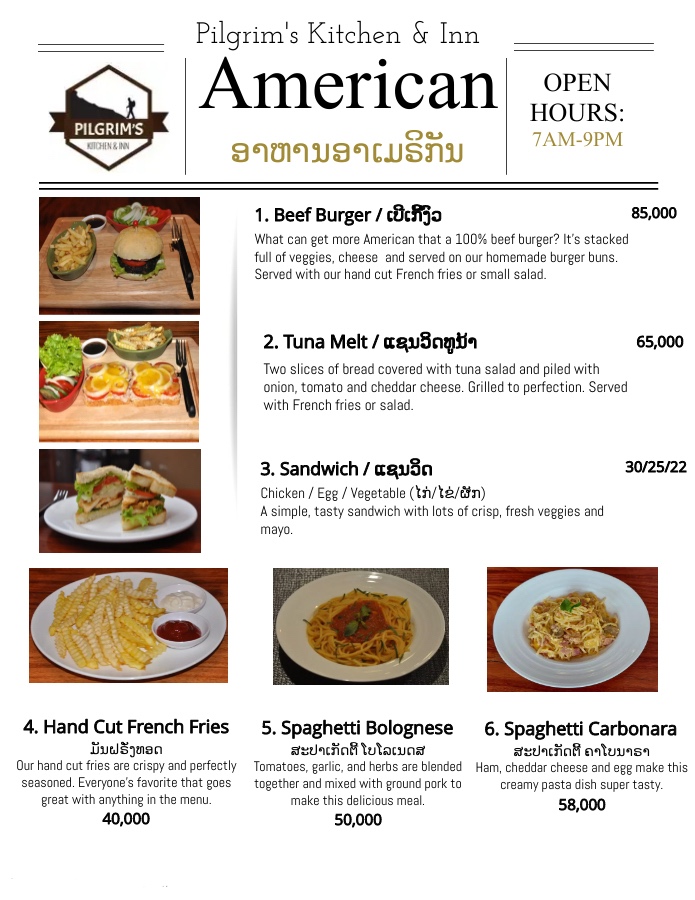 Pilgrim's Kitchen & Inn
American
ອາຫານອາເມຣິກັນ
PILGRIM'S
KITCHEN & INN
OPEN
HOURS:
7AM-9PM
1. Beef Burger / ເບີເກີ້ງົວ
85,000
What can get more American that a 100% beef burger? It's stacked
full of veggies, cheese and served on our homemade burger buns.
Served with our hand cut French fries or small salad.
2. Tuna Melt / ແຊນວິດທູນ້າ
65,000
Two slices of bread covered with tuna salad and piled with
onion, tomato and cheddar cheese. Grilled to perfection. Served
with French fries or salad.
3. Sandwich / ແຊນວິດ
30/25/22
Chicken / Egg / Vegetable (ໄກ່/ໄຂ່/ຜັກ)
A simple, tasty sandwich with lots of crisp, fresh veggies and
mayo.
4. Hand Cut French Fries
ມັນຝຣັ່ງທອດ
Our hand cut fries are crispy and perfectly
seasoned. Everyone's favorite that goes
great with anything in the menu.
40,000
5. Spaghetti Bolognese
ສະປາເກັດຕີ້ ໂບໂລເນດສ
Tomatoes, garlic, and herbs are blended
together and mixed with ground pork to
make this delicious meal.
50,000
6. Spaghetti Carbonara
ສະປາເກັດຕີ້ ຄາໂບນາຣາ
Ham, cheddar cheese and egg make this
creamy pasta dish super tasty.
58,000